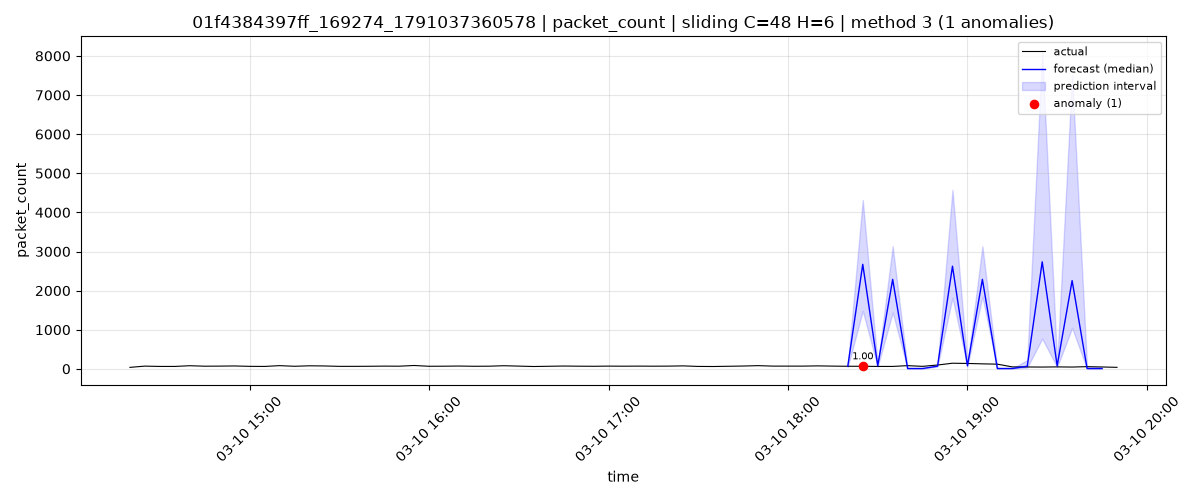 01f4384397ff_169274_1791037360578 | packet_count | sliding C=48 H=6 | method 3 (1 anomalies)
packet_count
8000
7000
6000
5000
4000
3000
2000
1000
0
actual
forecast (median)
prediction interval
anomaly (1)
1.00
03-10 15:00
03-10 16:00
03-10 17:00
03-10 18:00
03-10 19:00
03-10 20:00
time